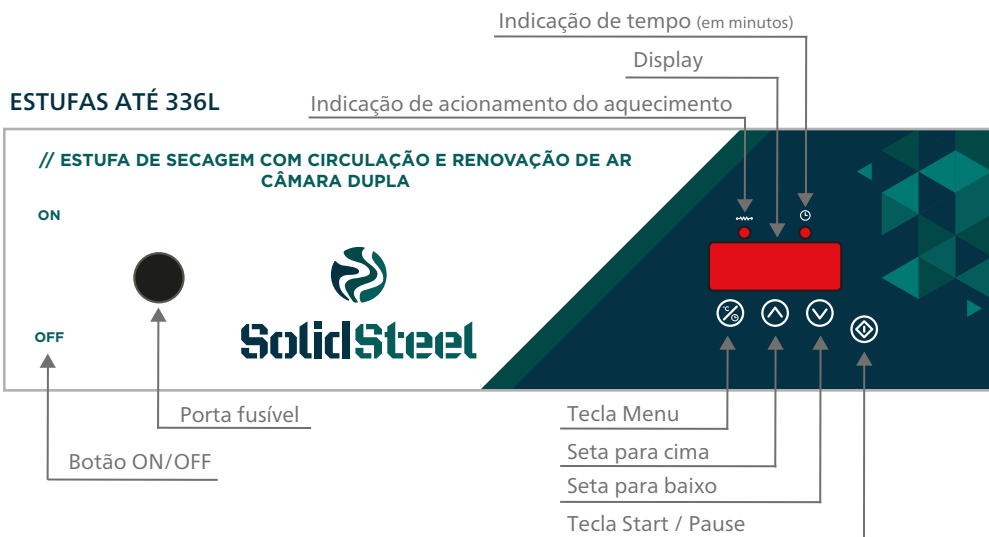 Indicação de tempo (em minutos)
Display
ESTUFAS ATÉ 336L
Indicação de acionamento do aquecimento
// ESTUFA DE SECAGEM COM CIRCULAÇÃO E RENOVAÇÃO DE AR
CÂMARA DUPLA
ON
°C
SolidSteel
OFF
Porta fusível
Tecla Menu
Botão ON/OFF
Seta para cima
Seta para baixo
Tecla Start / Pause